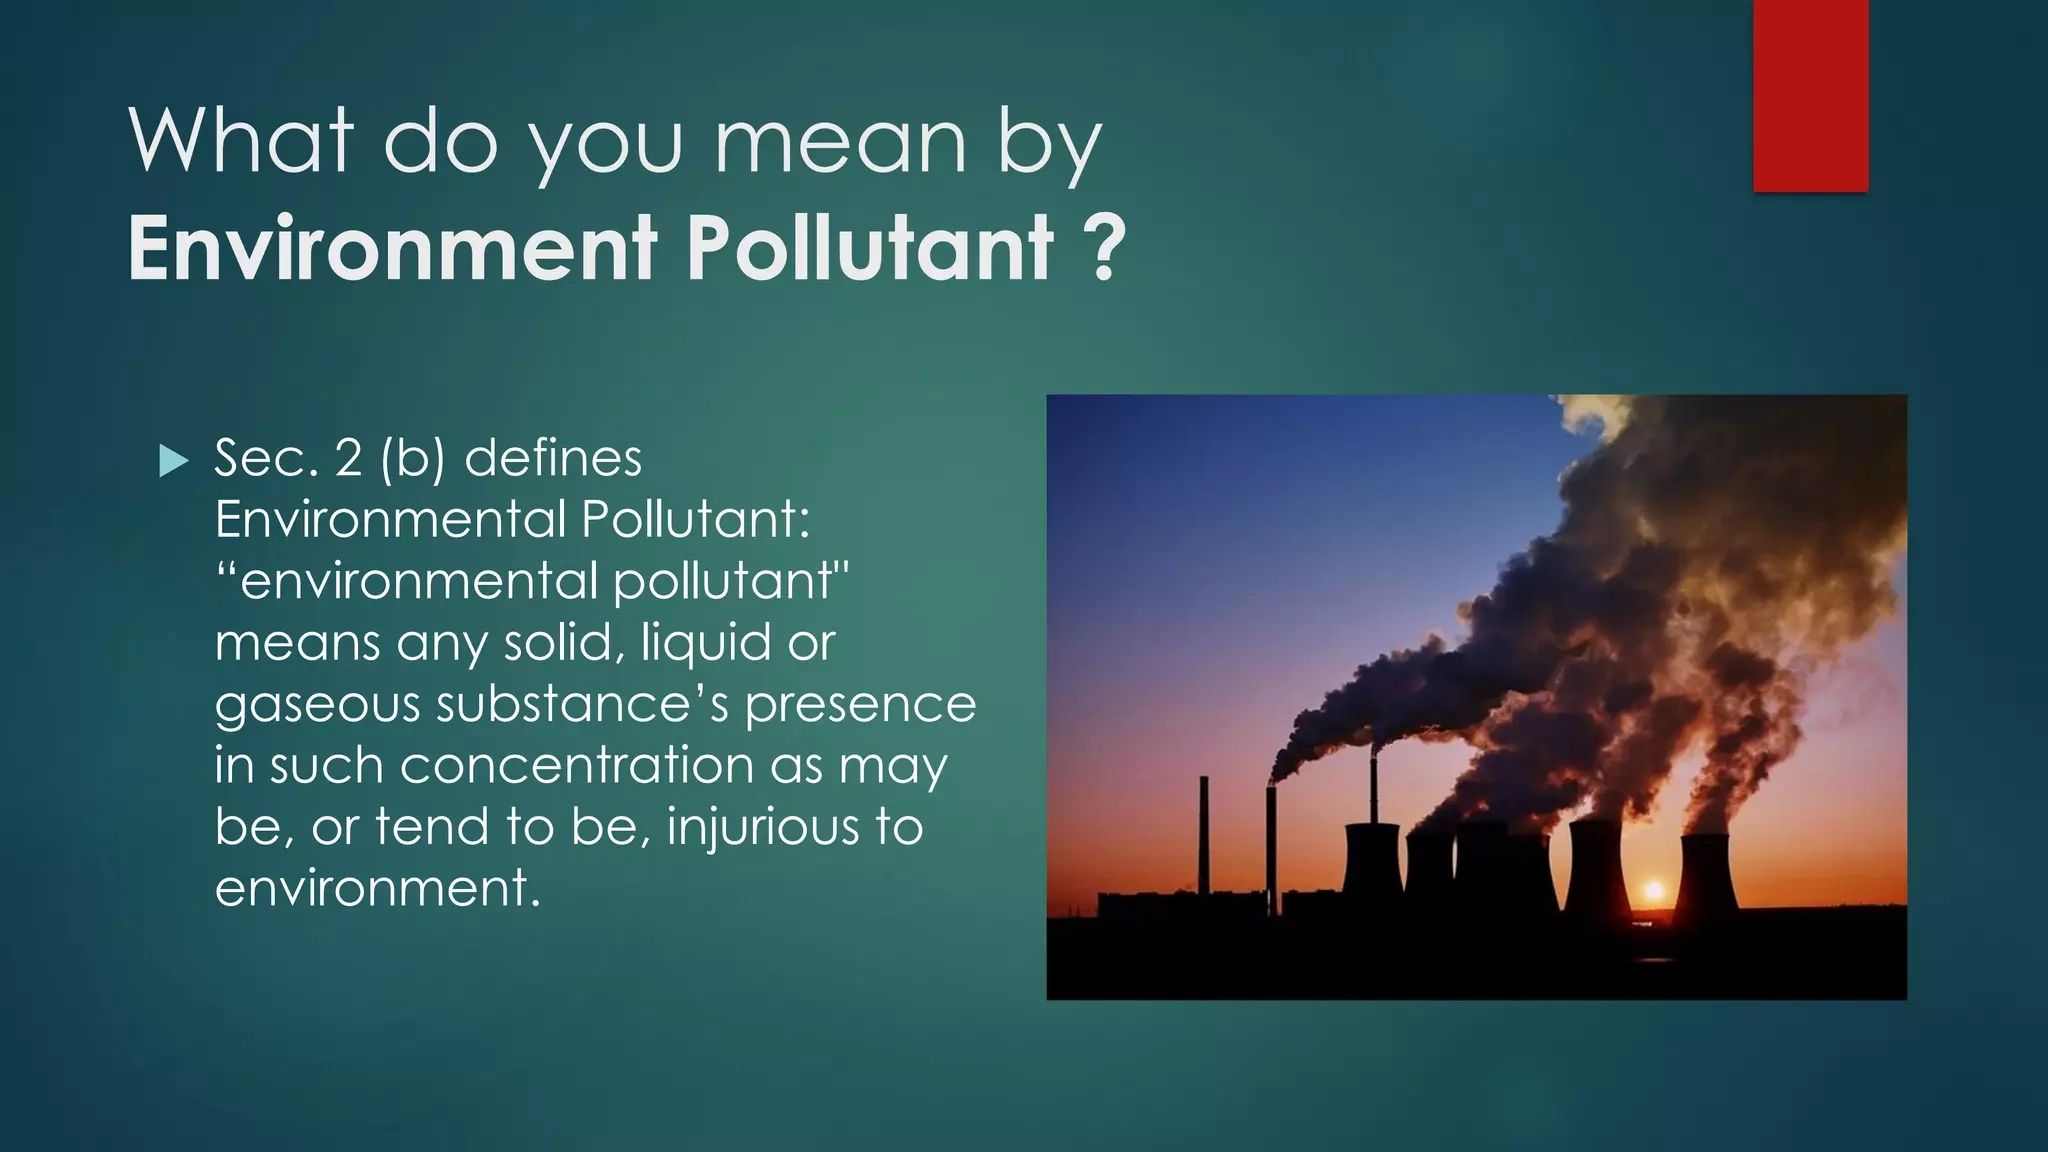 What do you mean by
Environment Pollutant ?
Sec. 2 (b) defines
Environmental Pollutant:
“environmental pollutant"
means any solid, liquid or
gaseous substance’s presence
in such concentration as may
be, or tend to be, injurious to
environment.